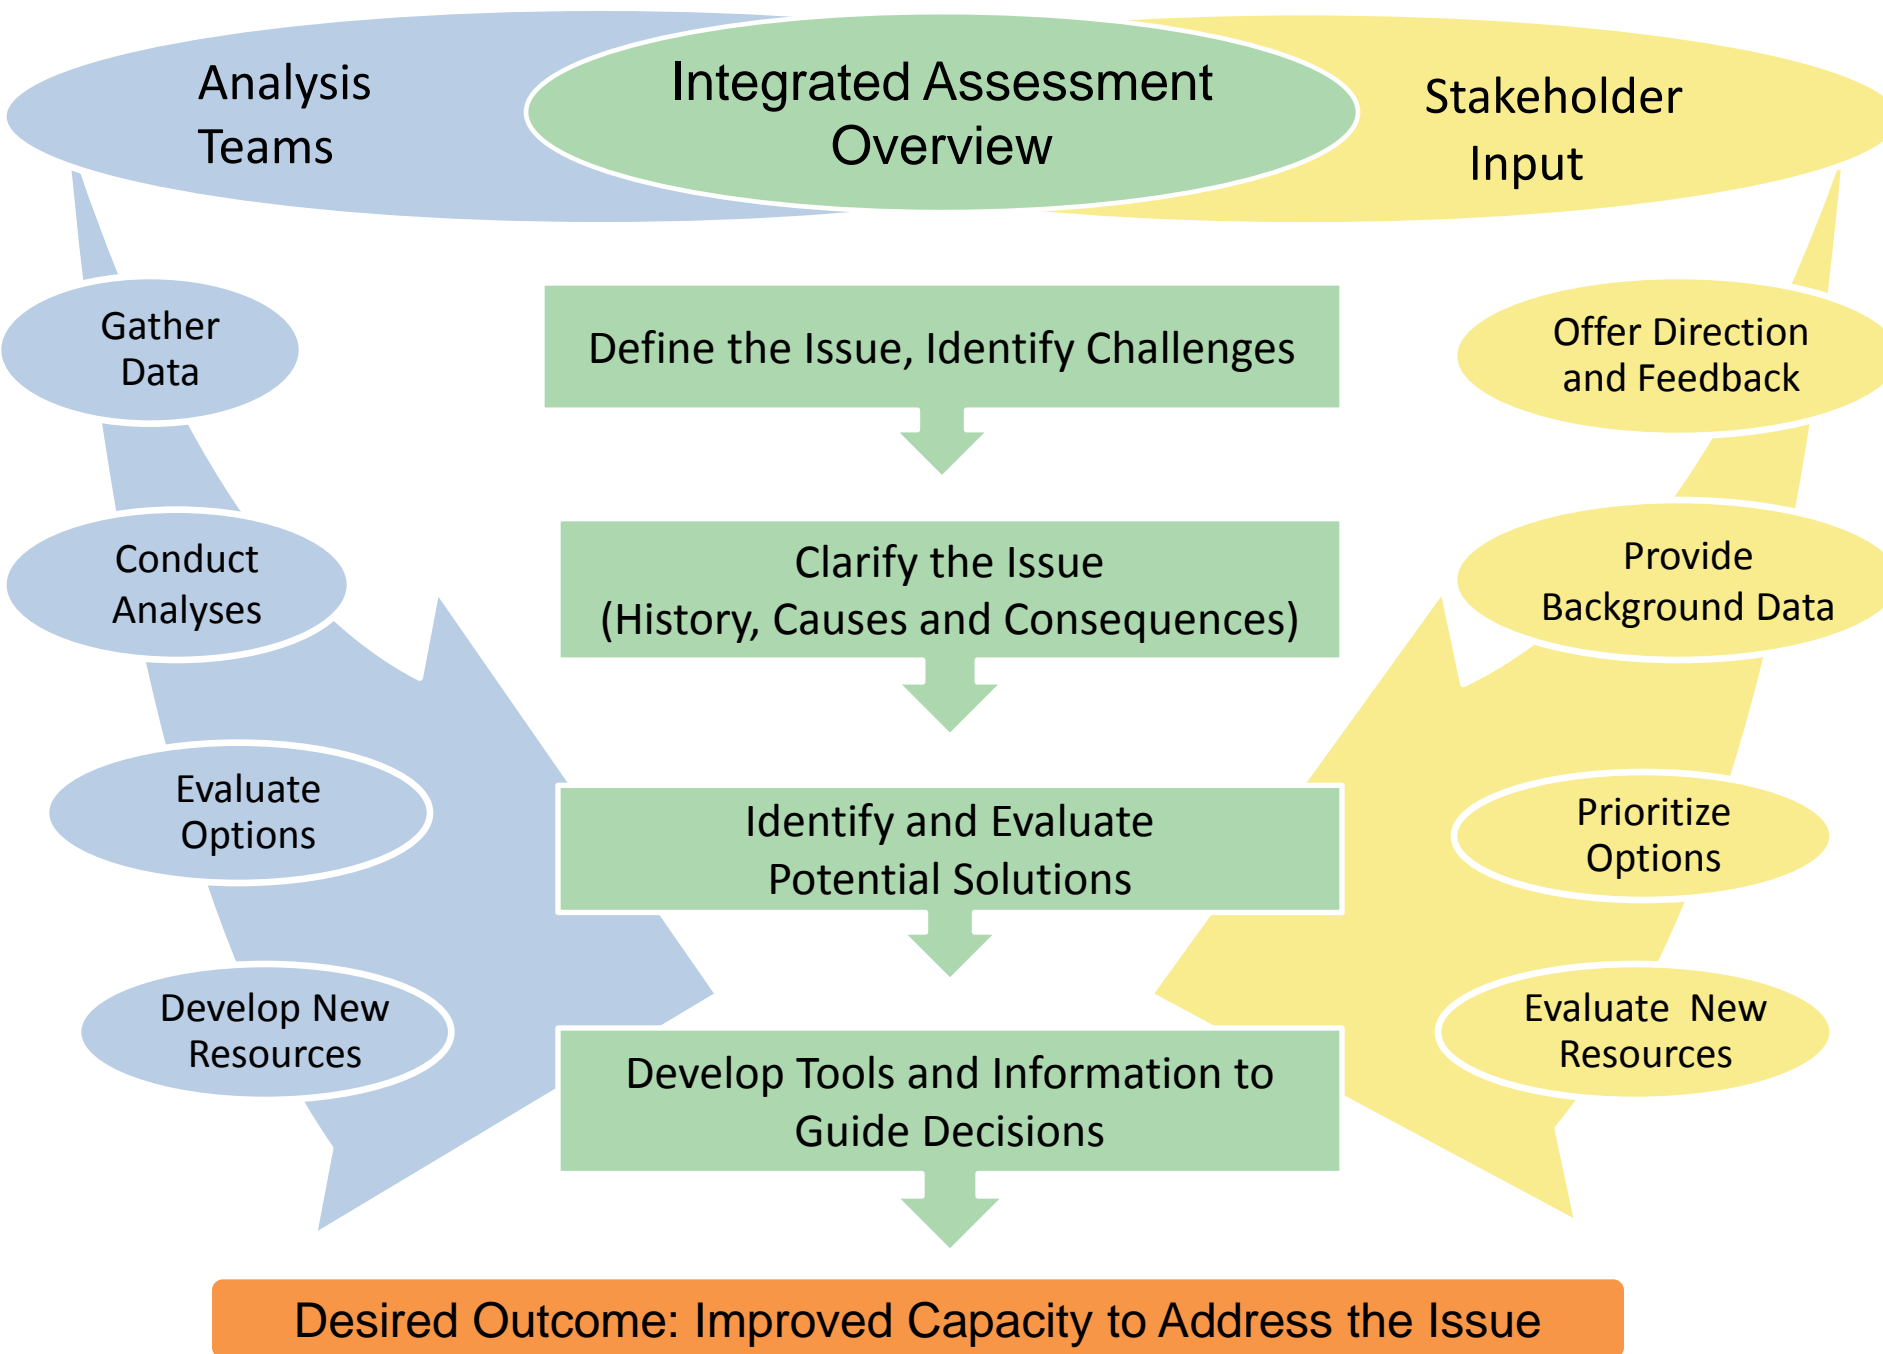 Analysis
Teams
Integrated Assessment
Overview
Stakeholder
Input
Gather
Data
Define the Issue, Identify Challenges
Offer Direction
and Feedback
Conduct
Analyses
Clarify the Issue
(History, Causes and Consequences)
Provide
Background Data
Evaluate
Options
Identify and Evaluate
Potential Solutions
Prioritize
Options
Develop New
Resources
Develop Tools and Information to
Guide Decisions
Evaluate  New
Resources
Desired Outcome: Improved Capacity to Address the Issue